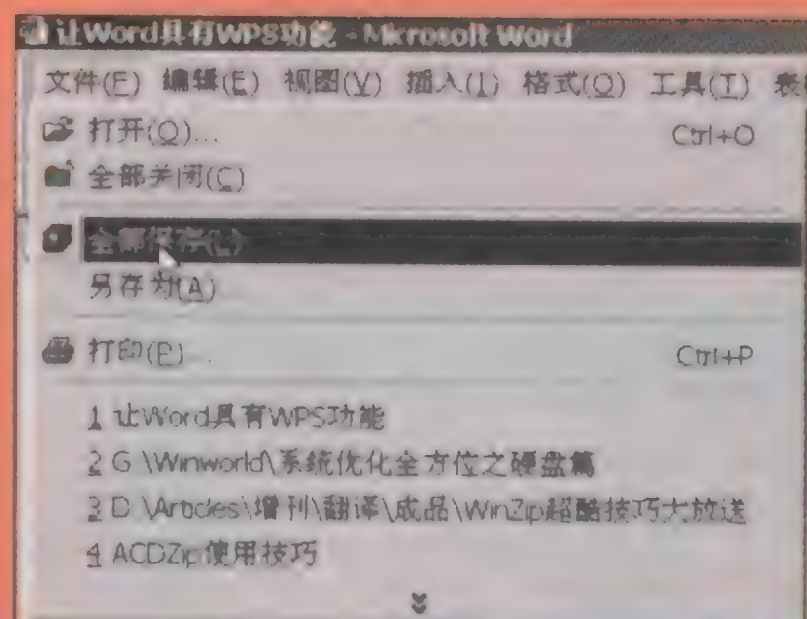 让Word具有WPS功能 - Microsoft Word
文件(F) 编辑(E) 视图(V) 插入(I) 格式(O) 工具(T) 表(
打开(O)... Ctrl+O
全部关闭(C)
全部保存(L)
另存为(A)
打印(P)... Ctrl+P
1 让Word具有WPS功能
2 G:\Winworld\系统优化全方位之硬盘篇
3 D:\Articles\增刊\翻译\成品\WinZip超酷技巧大放送
4 ACDZip使用技巧